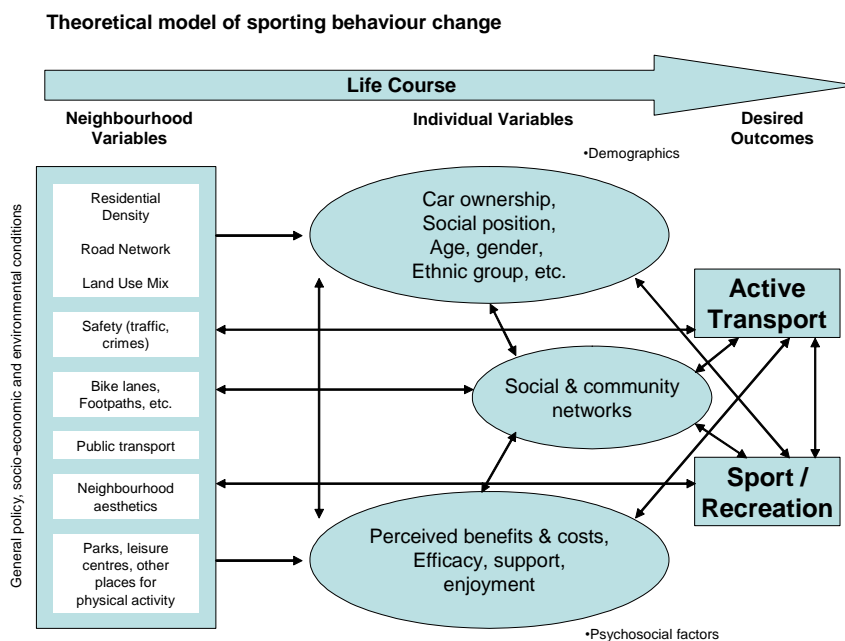 Theoretical model of sporting behaviour change
Life Course
Neighbourhood
Variables
Individual Variables
Desired
Outcomes
•Demographics
General policy, socio-economic and environmental conditions
Residential
Density
Road Network
Land Use Mix
Safety (traffic,
crimes)
Bike lanes,
Footpaths, etc.
Public transport
Neighbourhood
aesthetics
Parks, leisure
centres, other
places for
physical activity
Car ownership,
Social position,
Age, gender,
Ethnic group, etc.
Social & community
networks
Perceived benefits & costs,
Efficacy, support,
enjoyment
Active
Transport
Sport /
Recreation
•Psychosocial factors